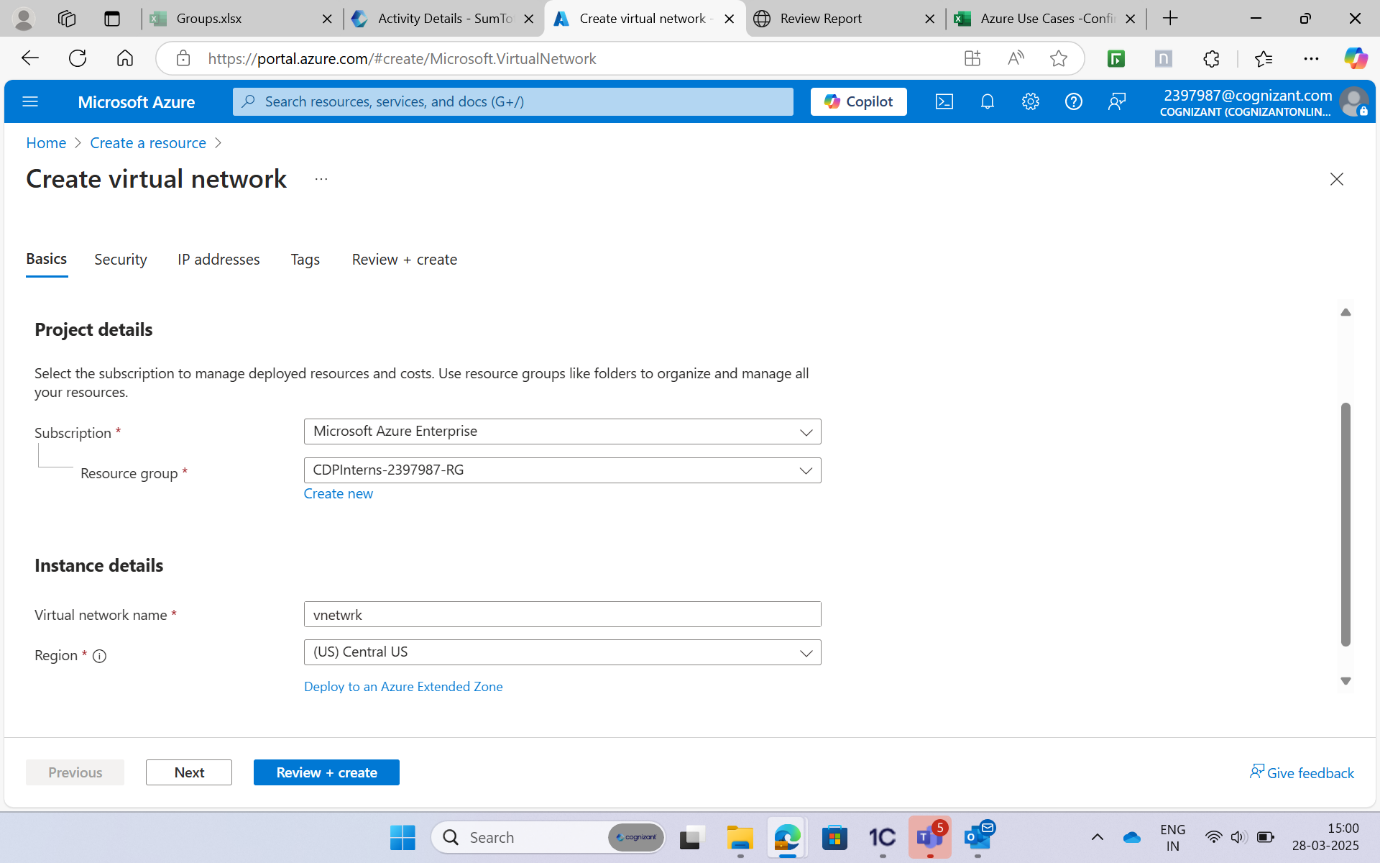 Groups.xlsx
Activity Details - SumTo
Create virtual network -
Review Report
Azure Use Cases -Confi
https://portal.azure.com/#create/Microsoft.VirtualNetwork
Microsoft Azure
Search resources, services, and docs (G+/)
Copilot
2397987@cognizant.com
COGNIZANT (COGNIZANTONLIN...
Home > Create a resource >
Create virtual network ...
Basics Security IP addresses Tags Review + create
Project details
Select the subscription to manage deployed resources and costs. Use resource groups like folders to organize and manage all
your resources.
Subscription * Microsoft Azure Enterprise
Resource group * CDPInterns-2397987-RG
Create new
Instance details
Virtual network name * vnetwrk
Region * (US) Central US
Deploy to an Azure Extended Zone
Previous Next Review + create Give feedback
Search cognizant 1C 5 ENG 15:00
IN 28-03-2025